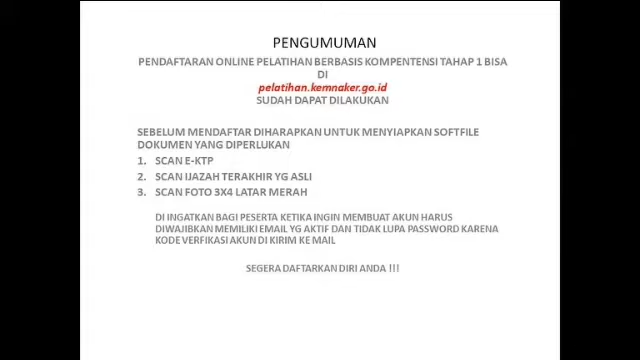 PENGUMUMAN
PENDAFTARAN ONLINE PELATIHAN BERBASIS KOMPENTENSI TAHAP 1 BISA
DI
pelatihan.kemnaker.go.id
SUDAH DAPAT DILAKUKAN
SEBELUM MENDAFTAR DIHARAPKAN UNTUK MENYIAPKAN SOFTFILE
DOKUMEN YANG DIPERLUKAN
1. SCAN E-KTP
2. SCAN IJAZAH TERAKHIR YG ASLI
3. SCAN FOTO 3X4 LATAR MERAH
DI INGATKAN BAGI PESERTA KETIKA INGIN MEMBUAT AKUN HARUS
DIWAJIBKAN MEMILIKI EMAIL YG AKTIF DAN TIDAK LUPA PASSWORD KARENA
KODE VERFIKASI AKUN DI KIRIM KE MAIL
SEGERA DAFTARKAN DIRI ANDA !!!